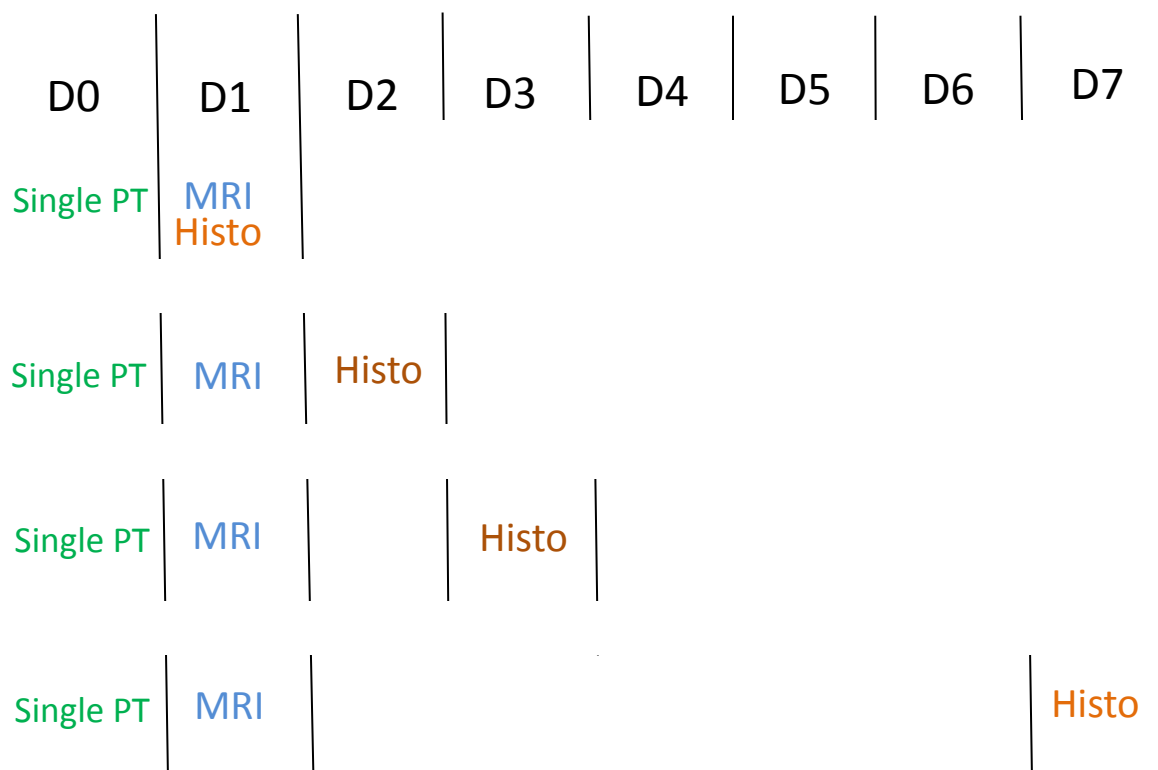 D0 D1 D2 D3 D4 D5 D6 D7
Single PT MRI
Histo
Single PT MRI Histo
Single PT MRI Histo
Single PT MRI Histo